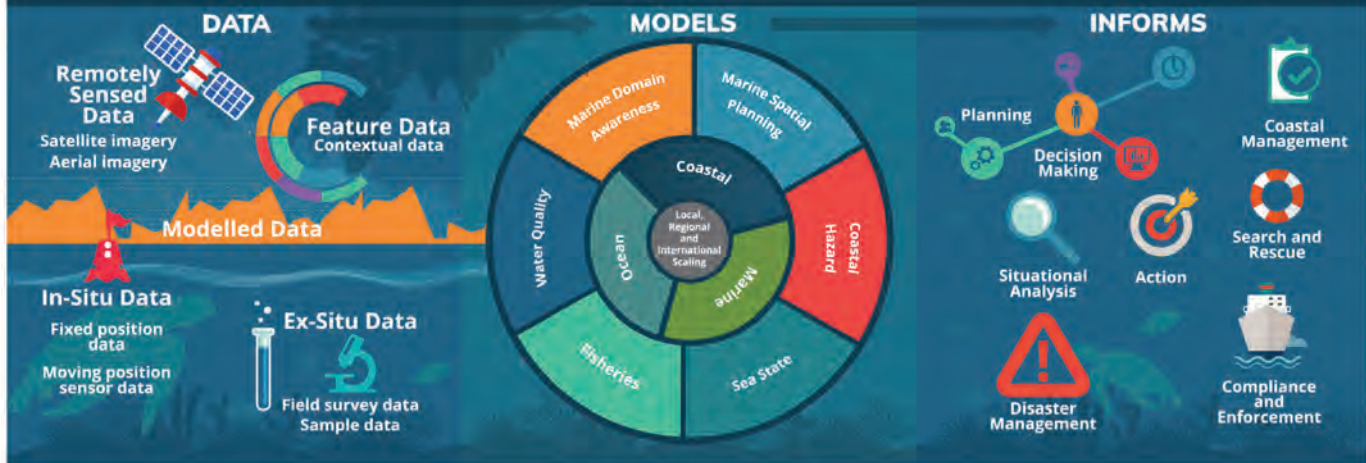 DATA
Remotely
Sensed
Data
Satellite imagery
Aerial imagery
Feature Data
Contextual data
Modelled Data
In-Situ Data
Fixed position
data
Moving position
sensor data
Ex-Situ Data
Field survey data
Sample data
MODELS
Marine Domain
Awareness
Marine Spatial
Planning
Coastal
Hazard
Sea State
Fisheries
Water Quality
Coastal
Marine
Ocean
Local,
Regional
and
International
Scaling
INFORMS
Planning
Decision
Making
Coastal
Management
Situational
Analysis
Action
Search and
Rescue
Disaster
Management
Compliance
and
Enforcement